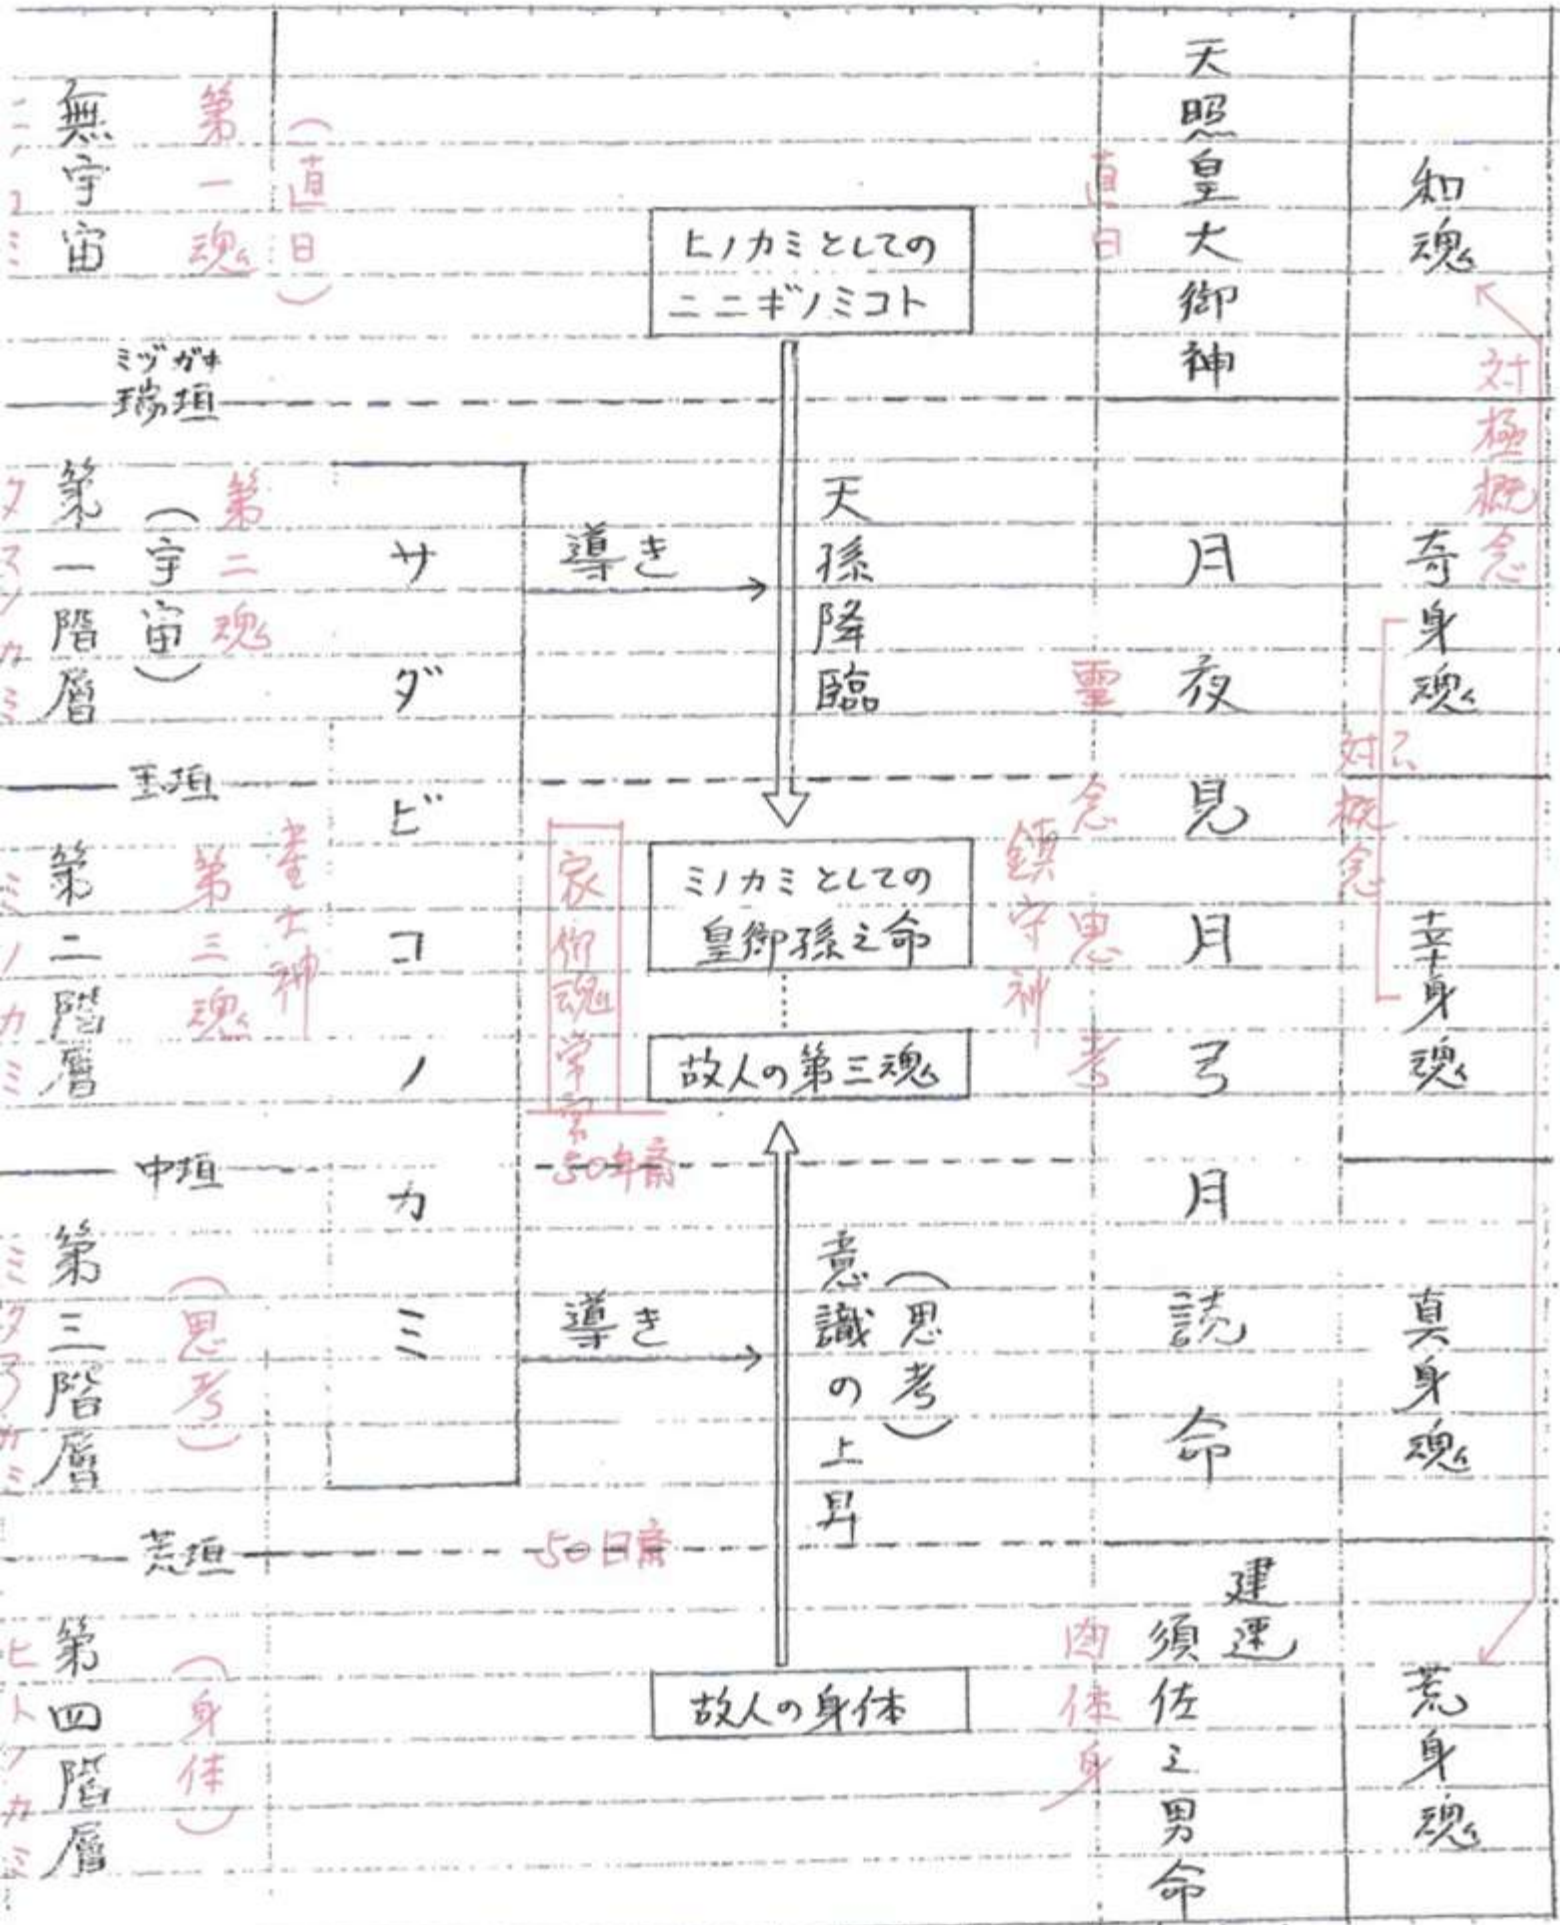 和魂
奇身魂
幸身魂
真身魂
荒身魂
対極概念
対概念
天照皇大御神
月夜見
月弓
月読命
建速
須佐之男命
直日
霊
念
思
考
肉体
身
鎮守神
ヒノカミとしての
ニニギノミコト
天孫降臨
導き
ミノカミとしての
皇御孫之命
故人の第三魂
50年斎
意識の上昇
(思考)
導き
50日斎
故人の身体
サダビコノカミ
(直日)
第一魂
無宇宙
ミヅガキ
瑞垣
第二魂
(宇宙)
第一階層
玉垣
産土神
第三魂
第二階層
ミノカミ
中垣
(思考)
第三階層
荒垣
(身体)
第四階層
ヒトノカミ